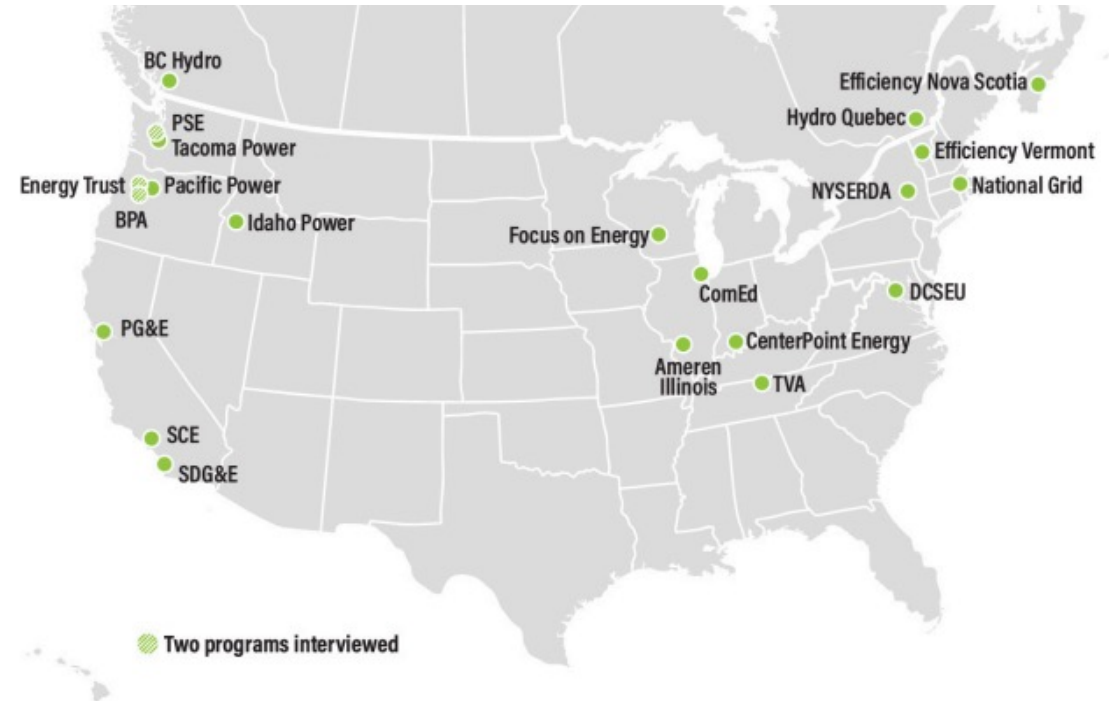 BC Hydro
Efficiency Nova Scotia
Hydro Quebec
PSE
Tacoma Power
Efficiency Vermont
Energy Trust
Pacific Power
NYSERDA
National Grid
BPA
Idaho Power
Focus on Energy
ComEd
DCSEU
PG&E
CenterPoint Energy
Ameren
Illinois
TVA
SCE
SDG&E
Two programs interviewed